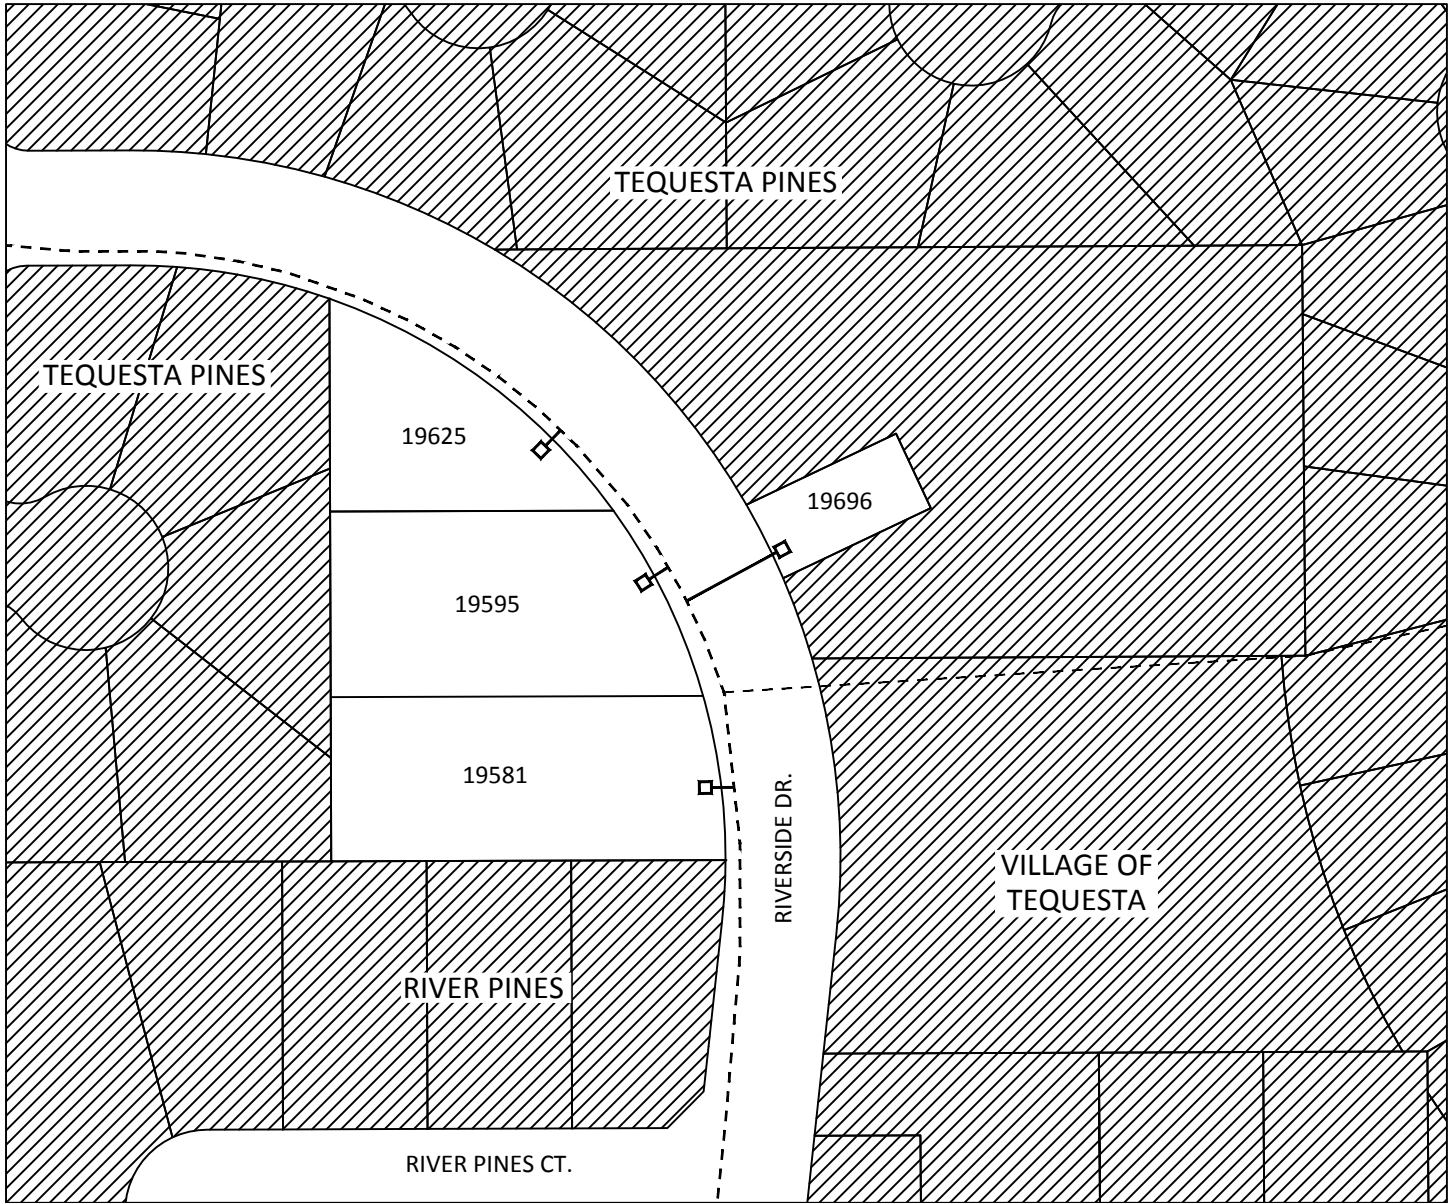 TEQUESTA PINES
TEQUESTA PINES
19625
19696
19595
19581
RIVERSIDE DR.
VILLAGE OF
TEQUESTA
RIVER PINES
RIVER PINES CT.